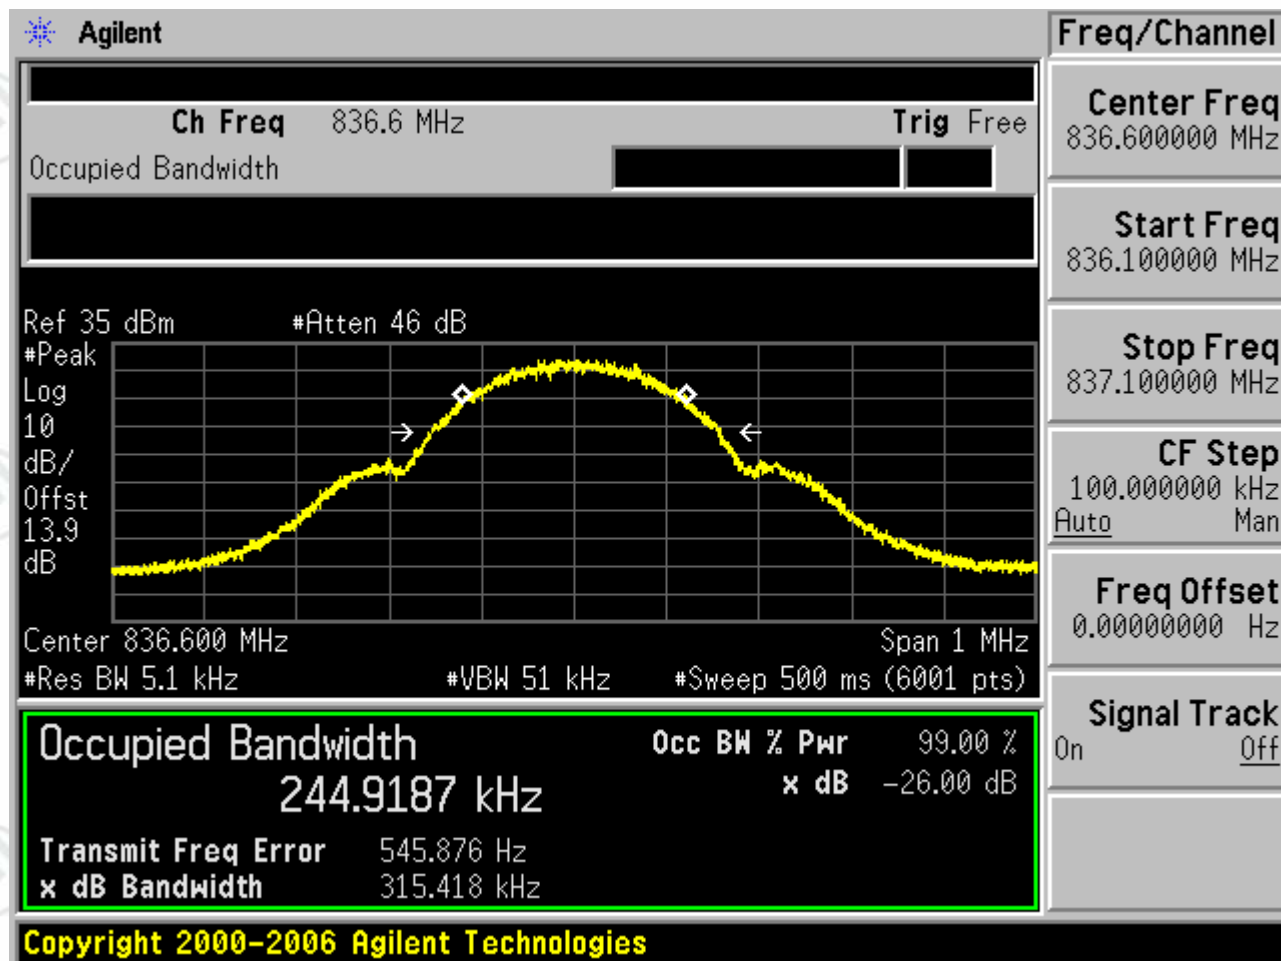 Agilent
Freq/Channel
Ch Freq 836.6 MHz Trig Free
Occupied Bandwidth
Center Freq
836.600000 MHz
Start Freq
836.100000 MHz
Stop Freq
837.100000 MHz
CF Step
100.000000 kHz
Auto Man
Freq Offset
0.00000000 Hz
Signal Track
On Off
Ref 35 dBm #Atten 46 dB
#Peak
Log
10
dB/
Offst
13.9
dB
Center 836.600 MHz Span 1 MHz
#Res BW 5.1 kHz #VBW 51 kHz #Sweep 500 ms (6001 pts)
Occupied Bandwidth Occ BW % Pwr 99.00 %
244.9187 kHz x dB -26.00 dB
Transmit Freq Error 545.876 Hz
x dB Bandwidth 315.418 kHz
Copyright 2000-2006 Agilent Technologies